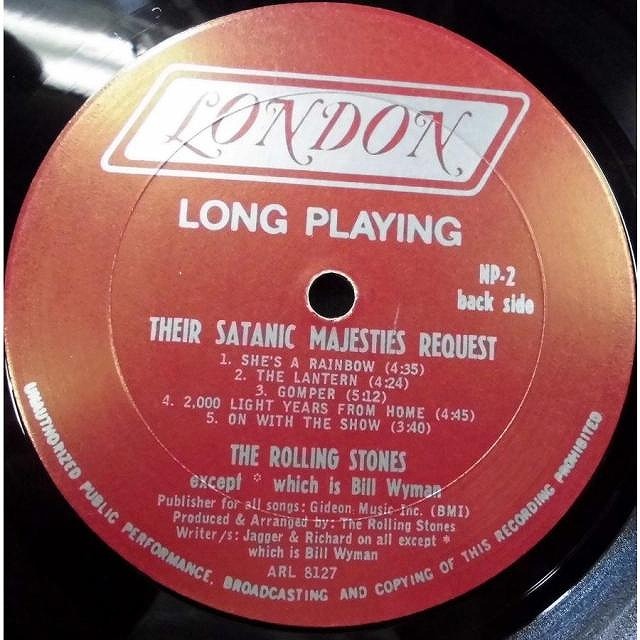 LONDON
LONG PLAYING
NP-2
back side
THEIR SATANIC MAJESTIES REQUEST
1. SHE'S A RAINBOW (4:35)
2. THE LANTERN (4:24)
3. GOMPER (5:12)
4. 2,000 LIGHT YEARS FROM HOME (4:45)
5. ON WITH THE SHOW (3:40)
THE ROLLING STONES
except * which is Bill Wyman
Publisher for all songs: Gideon Music Inc. (BMI)
Produced & Arranged by: The Rolling Stones
Writer/s: Jagger & Richard on all except *
which is Bill Wyman
ARL 8127
UNAUTHORIZED PUBLIC PERFORMANCE, BROADCASTING AND COPYING OF THIS RECORDING PROHIBITED